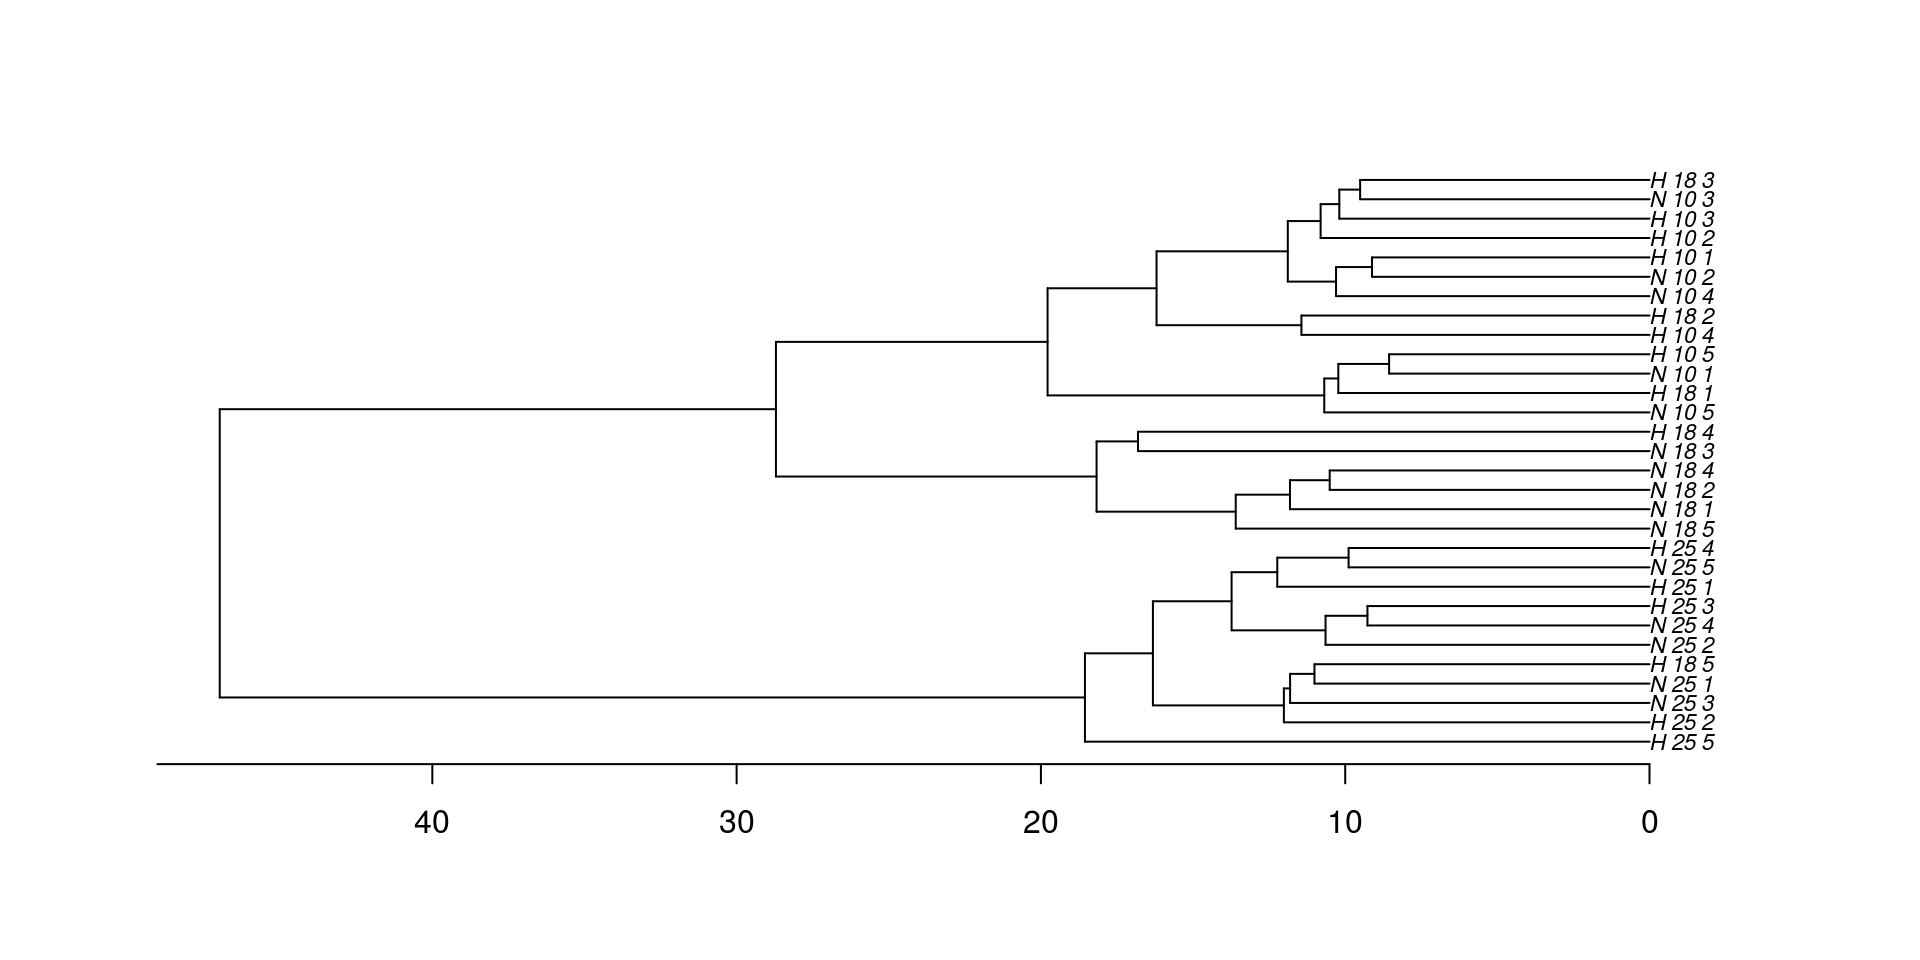 H 18 3
N 10 3
H 10 3
H 10 2
H 10 1
N 10 2
N 10 4
H 18 2
H 10 4
H 10 5
N 10 1
H 18 1
N 10 5
H 18 4
N 18 3
N 18 4
N 18 2
N 18 1
N 18 5
H 25 4
N 25 5
H 25 1
H 25 3
N 25 4
N 25 2
H 18 5
N 25 1
N 25 3
H 25 2
H 25 5
40 30 20 10 0